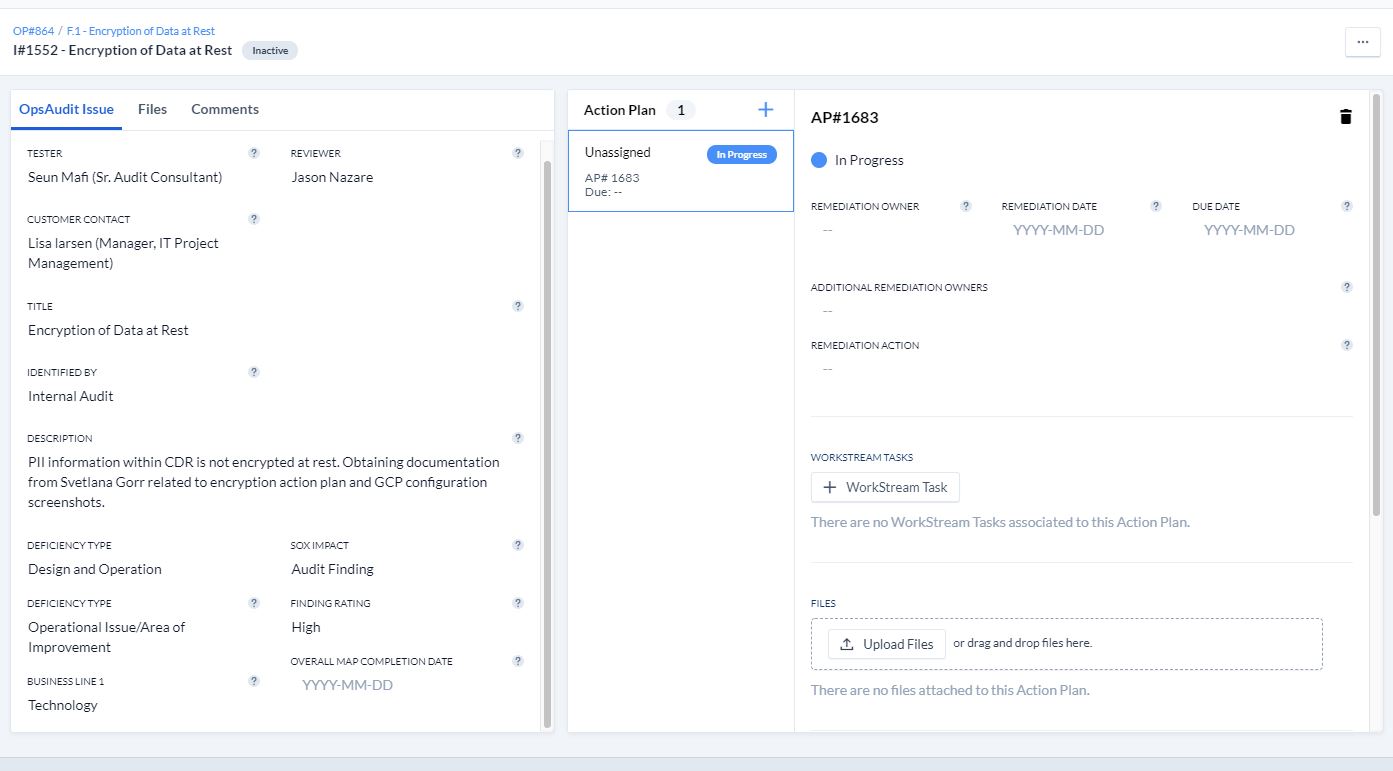 OP#864 / F.1 - Encryption of Data at Rest
I#1552 - Encryption of Data at Rest Inactive
...
OpsAudit Issue Files Comments
TESTER ? REVIEWER ?
Seun Mafi (Sr. Audit Consultant) Jason Nazare
CUSTOMER CONTACT ?
Lisa larsen (Manager, IT Project
Management)
TITLE ?
Encryption of Data at Rest
IDENTIFIED BY ?
Internal Audit
DESCRIPTION ?
PII information within CDR is not encrypted at rest. Obtaining documentation
from Svetlana Gorr related to encryption action plan and GCP configuration
screenshots.
DEFICIENCY TYPE SOX IMPACT ?
Design and Operation Audit Finding
DEFICIENCY TYPE ? FINDING RATING ?
Operational Issue/Area of High
Improvement
OVERALL MAP COMPLETION DATE ?
YYYY-MM-DD
BUSINESS LINE 1 ?
Technology
Action Plan 1 +
Unassigned In Progress
AP# 1683
Due: --
AP#1683
In Progress
REMEDIATION OWNER ? REMEDIATION DATE ? DUE DATE ?
-- YYYY-MM-DD YYYY-MM-DD
ADDITIONAL REMEDIATION OWNERS ?
--
REMEDIATION ACTION ?
--
WORKSTREAM TASKS
+ WorkStream Task
There are no WorkStream Tasks associated to this Action Plan.
FILES
Upload Files or drag and drop files here.
There are no files attached to this Action Plan.